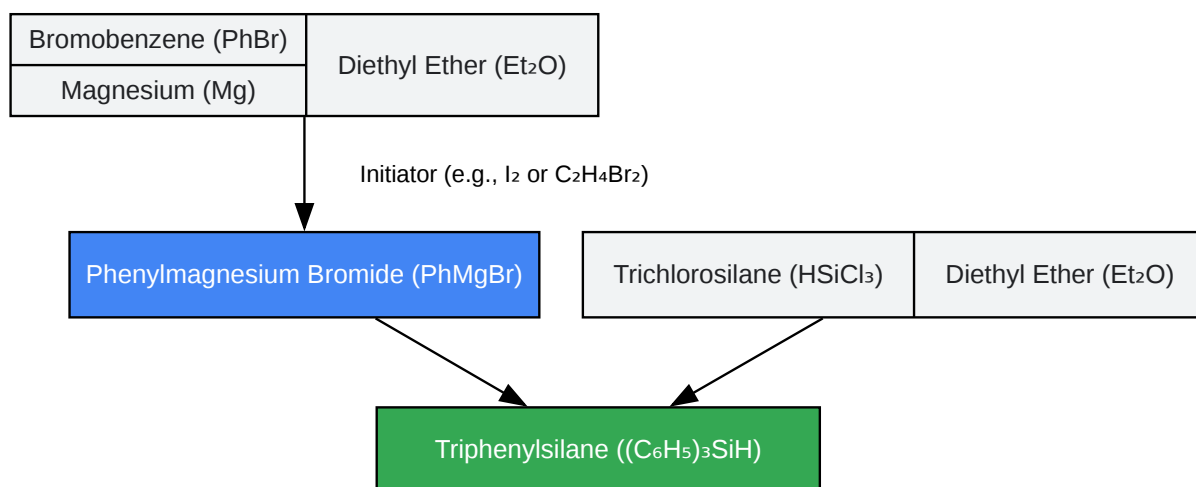 Bromobenzene (PhBr)
Magnesium (Mg)
Diethyl Ether (Et₂O)
Initiator (e.g., I₂ or C₂H₄Br₂)
Phenylmagnesium Bromide (PhMgBr)
Trichlorosilane (HSiCl₃)
Diethyl Ether (Et₂O)
Triphenylsilane ((C₆H₅)₃SiH)